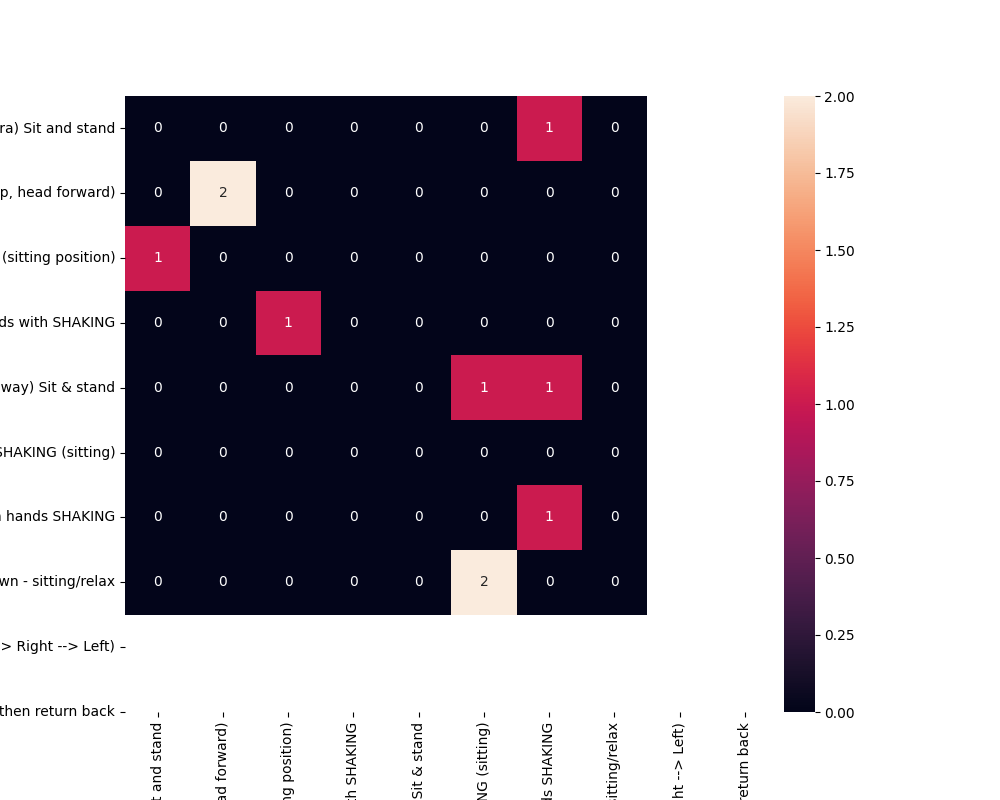 ra) Sit and stand 0 0 0 0 0 0 1 0
p, head forward) 0 2 0 0 0 0 0 0
(sitting position) 1 0 0 0 0 0 0 0
ds with SHAKING 0 0 1 0 0 0 0 0
way) Sit & stand 0 0 0 0 0 1 1 0
SHAKING (sitting) 0 0 0 0 0 0 0 0
hands SHAKING 0 0 0 0 0 0 1 0
wn - sitting/relax 0 0 0 0 0 2 0 0
> Right --> Left)
then return back
t and stand
ad forward)
ng position)
th SHAKING
Sit & stand
NG (sitting)
ds SHAKING
sitting/relax
ht --> Left)
return back
2.00
1.75
1.50
1.25
1.00
0.75
0.50
0.25
0.00